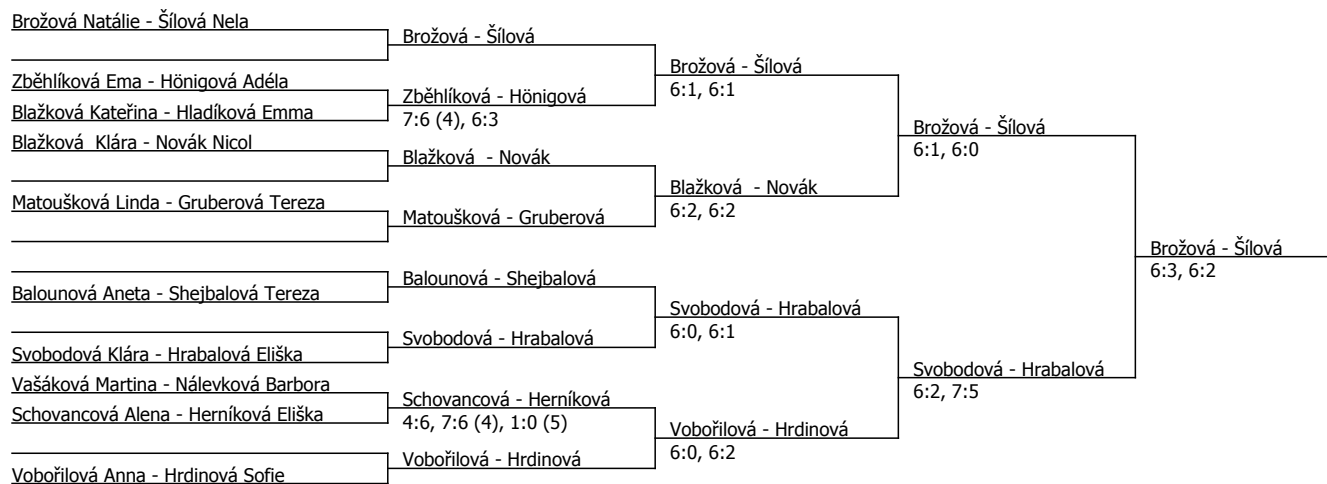 Brožová Natálie - Šílová Nela
Zběhlíková Ema - Hönigová Adéla
Blažková Kateřina - Hladíková Emma
Blažková  Klára - Novák Nicol
Matoušková Linda - Gruberová Tereza
Balounová Aneta - Shejbalová Tereza
Svobodová Klára - Hrabalová Eliška
Vašáková Martina - Nálevková Barbora
Schovancová Alena - Herníková Eliška
Vobořilová Anna - Hrdinová Sofie
Brožová - Šílová
Zběhlíková - Hönigová
7:6 (4), 6:3
Blažková  - Novák
Matoušková - Gruberová
Balounová - Shejbalová
Svobodová - Hrabalová
Schovancová - Herníková
4:6, 7:6 (4), 1:0 (5)
Vobořilová - Hrdinová
Brožová - Šílová
6:1, 6:1
Blažková  - Novák
6:2, 6:2
Svobodová - Hrabalová
6:0, 6:1
Vobořilová - Hrdinová
6:0, 6:2
Brožová - Šílová
6:1, 6:0
Svobodová - Hrabalová
6:2, 7:5
Brožová - Šílová
6:3, 6:2